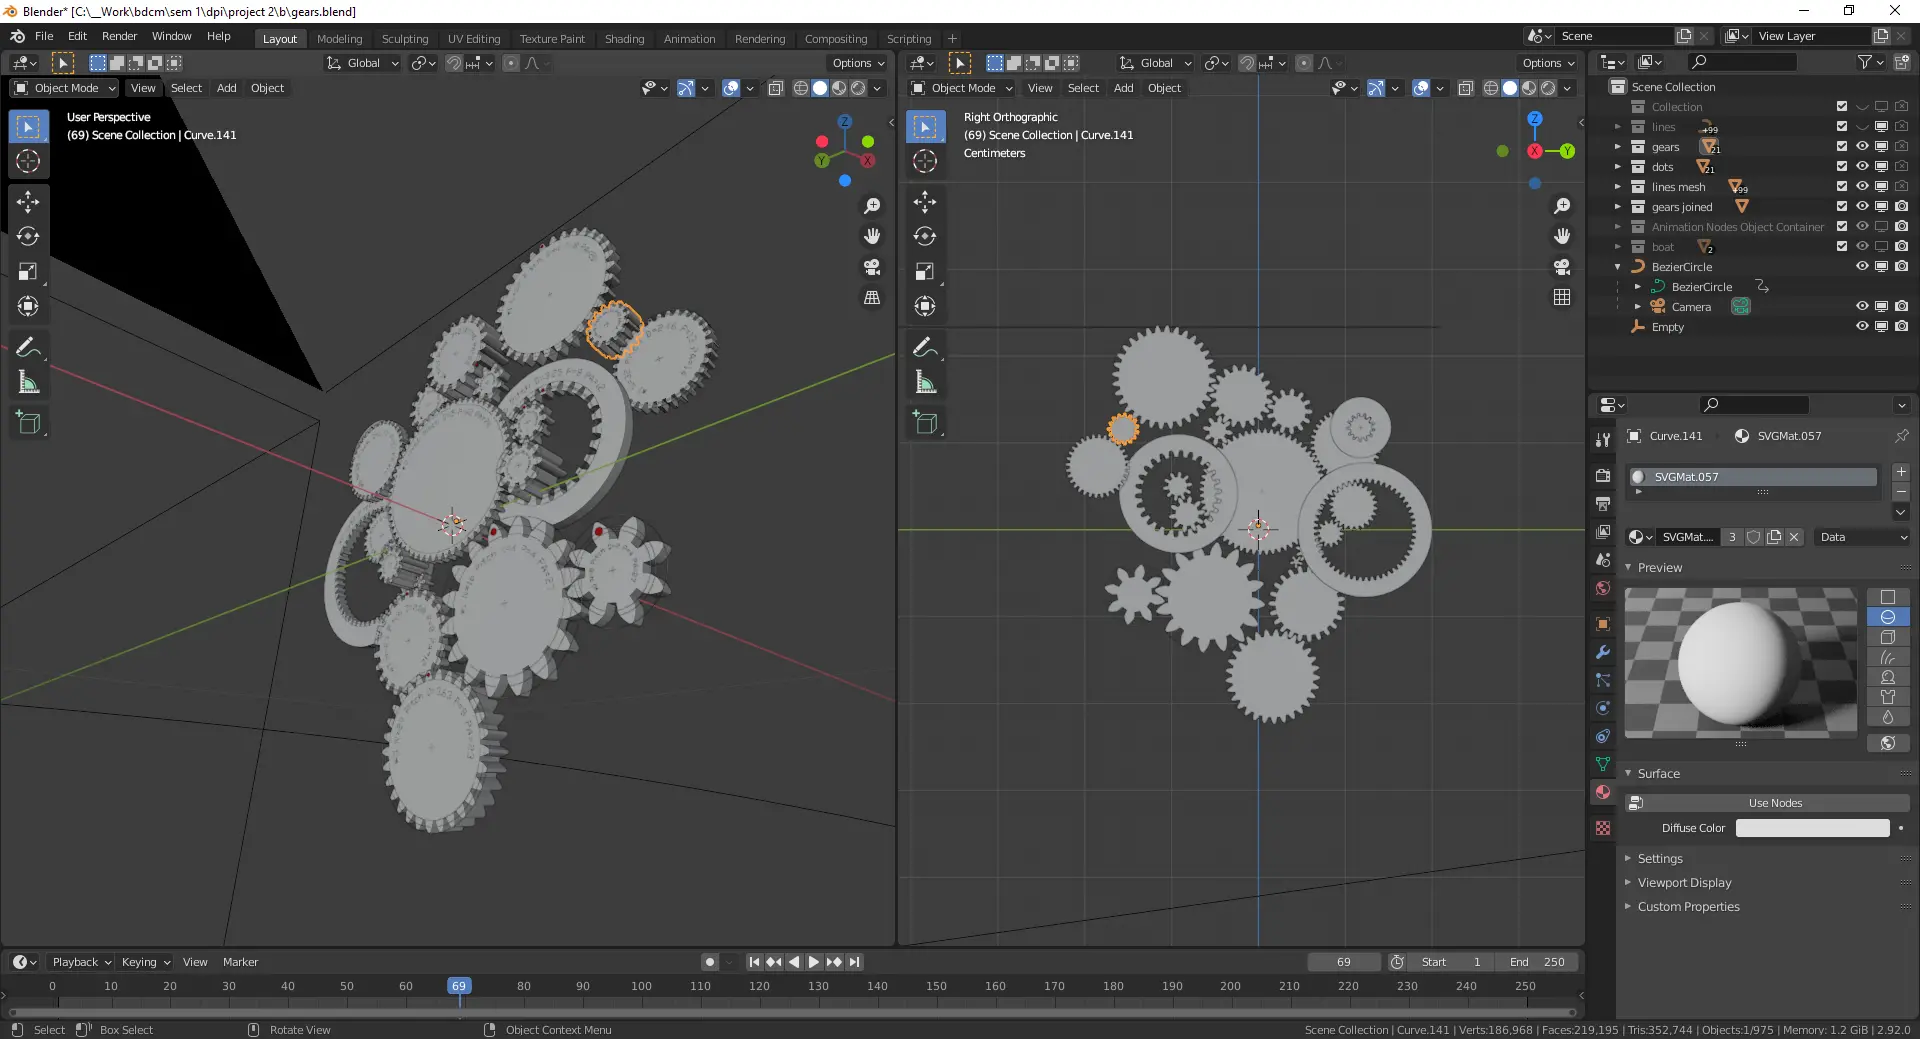 Blender* [C:\__Work\bdcm\sem 1\dpi\project 2\b\gears.blend]
File Edit Render Window Help Layout Modeling Sculpting UV Editing Texture Paint Shading Animation Rendering Compositing Scripting Scene View Layer
Global Options Global Options
Object Mode View Select Add Object Object Mode View Select Add Object
User Perspective
(69) Scene Collection | Curve.141
Right Orthographic
(69) Scene Collection | Curve.141
Centimeters
Z
Y
X
Z
X
Y
Scene Collection
Collection
lines +99
gears 21
dots 21
lines mesh +99
gears joined
Animation Nodes Object Container
boat 2
BezierCircle
BezierCircle
Camera
Empty
Curve.141 SVGMat.057
SVGMat.057
SVGMat.... 3 Data
Preview
Surface
Use Nodes
Diffuse Color
Settings
Viewport Display
Custom Properties
Playback Keying View Marker 69 Start 1 End 250
0 10 20 30 40 50 60 69 80 90 100 110 120 130 140 150 160 170 180 190 200 210 220 230 240 250
Select Box Select Rotate View Object Context Menu Scene Collection | Curve.141 | Verts:186,968 | Faces:219,195 | Tris:352,744 | Objects:1/975 | Memory: 1.2 GiB | 2.92.0